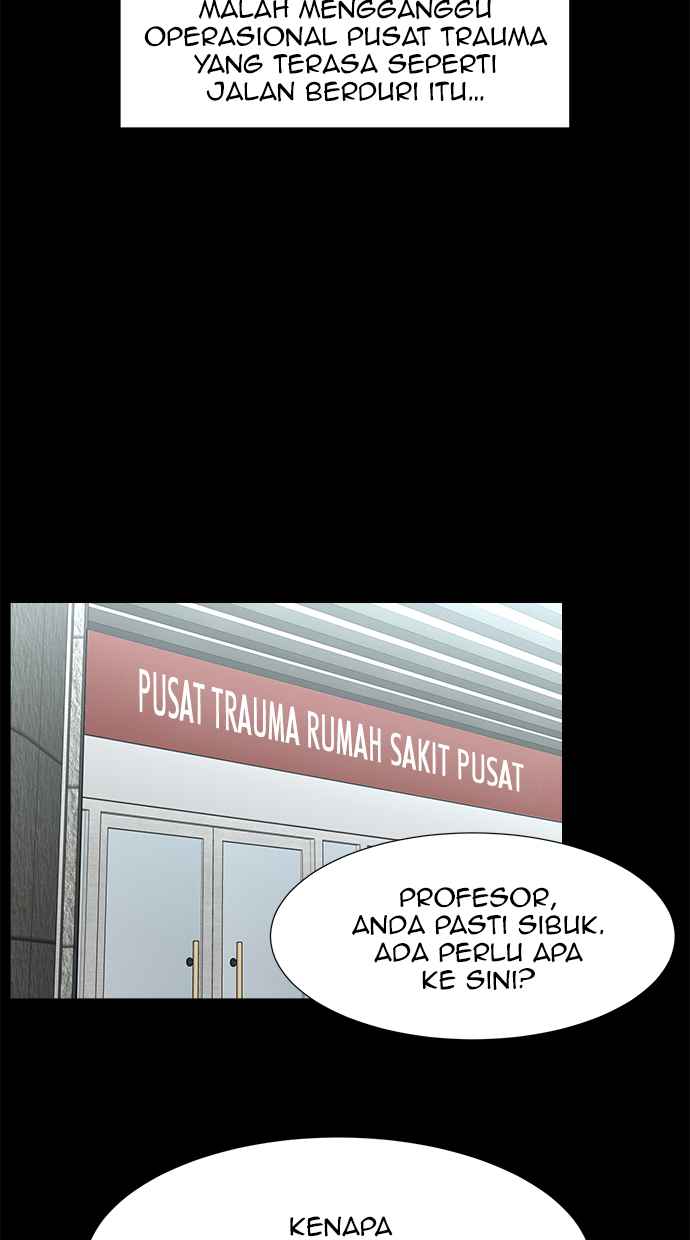 MALAH MENGGANGGU
OPERASIONAL PUSAT TRAUMA
YANG TERASA SEPERTI
JALAN BERDURI ITU...
PUSAT TRAUMA RUMAH SAKIT PUSAT
PROFESOR,
ANDA PASTI SIBUK.
ADA PERLU APA
KE SINI?
KENAPA